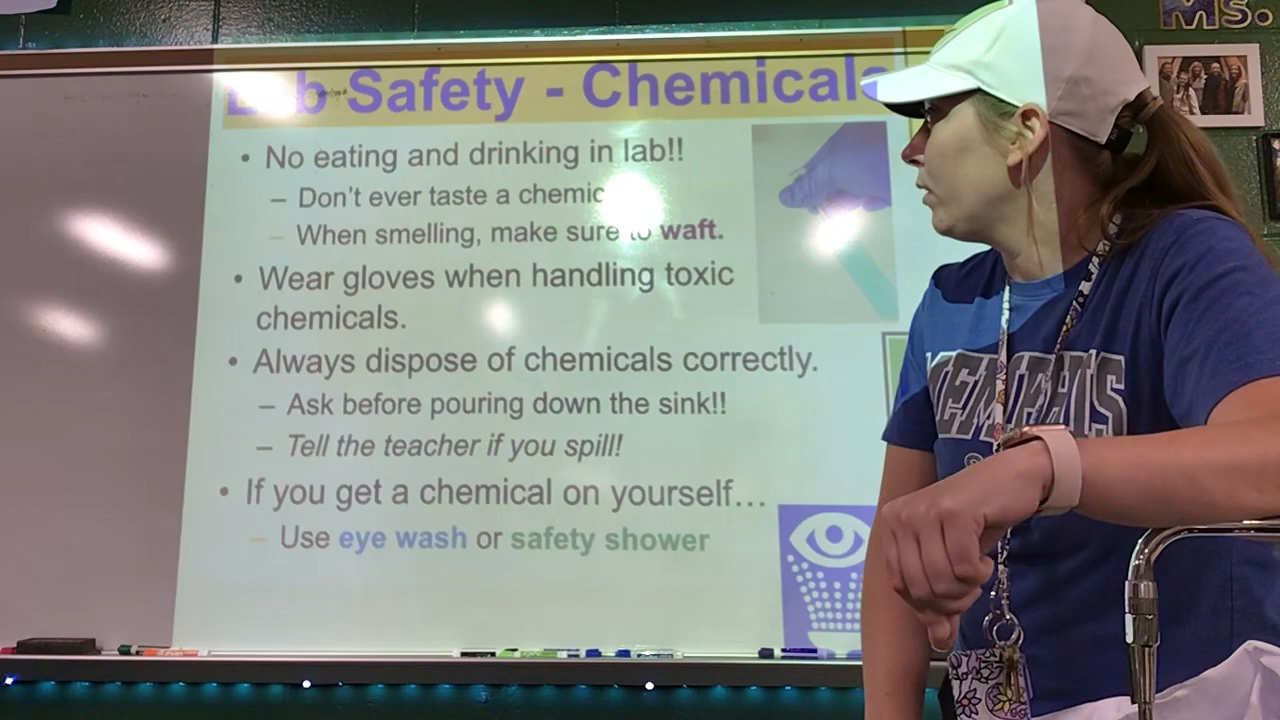 Ms.
Lab Safety - Chemicals
• No eating and drinking in lab!!
– Don't ever taste a
– When smelling, make sure to waft.
• Wear gloves when handling toxic
chemicals.
• Always dispose of chemicals correctly.
– Ask before pouring down the sink!!
– Tell the teacher if you spill!
• If you get a chemical on yourself…
– Use eye wash or safety shower
MEMPHIS